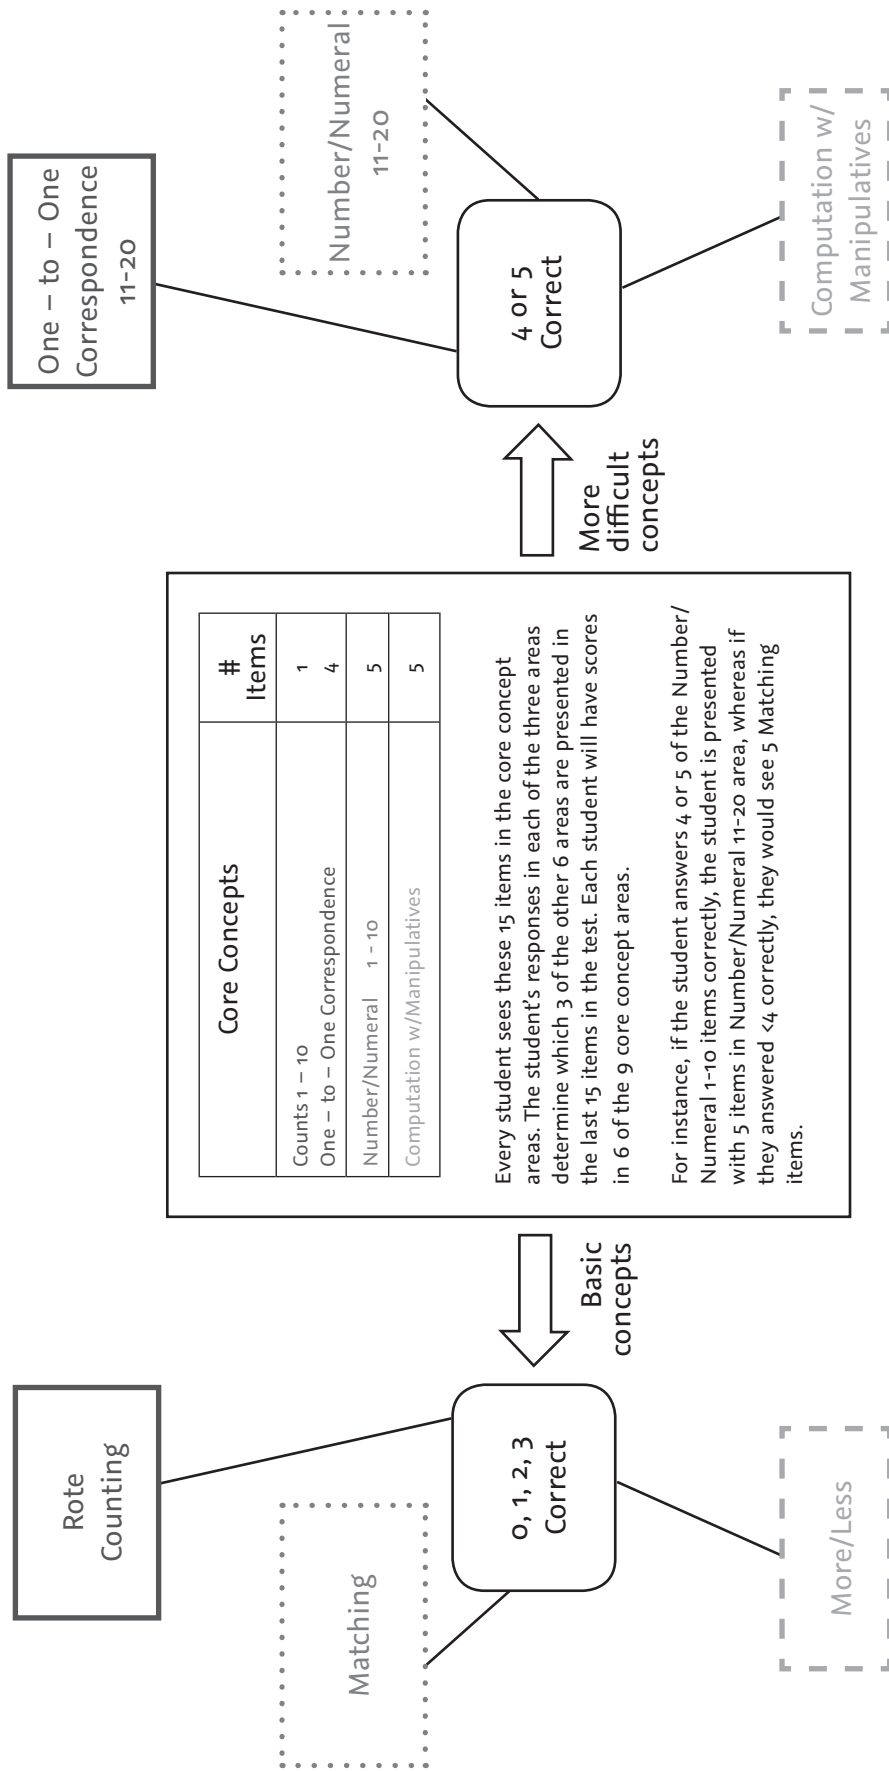 Rote
Counting
Matching
0, 1, 2, 3
Correct
More/Less
Basic
concepts
Core Concepts
#
Items
Counts 1 – 10
1
One – to – One Correspondence
4
Number/Numeral 1 - 10
5
Computation w/Manipulatives
5
Every student sees these 15 items in the core concept
areas. The student's responses in each of the three areas
determine which 3 of the other 6 areas are presented in
the last 15 items in the test. Each student will have scores
in 6 of the 9 core concept areas.
For instance, if the student answers 4 or 5 of the Number/
Numeral 1-10 items correctly, the student is presented
with 5 items in Number/Numeral 11-20 area, whereas if
they answered <4 correctly, they would see 5 Matching
items.
More
difficult
concepts
One – to – One
Correspondence
11-20
Number/Numeral
11-20
4 or 5
Correct
Computation w/
Manipulatives